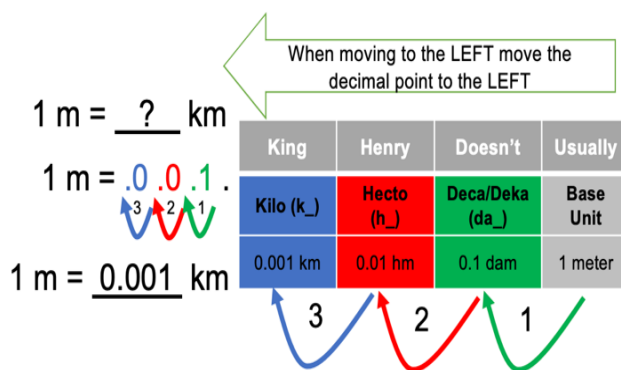 When moving to the LEFT move the
decimal point to the LEFT
1 m = ? km
1 m = .0 .0 .1 .
3 2 1
1 m = 0.001 km
King Henry Doesn't Usually
Kilo (k_) Hecto (h_) Deca/Deka (da_) Base Unit
0.001 km 0.01 hm 0.1 dam 1 meter
3 2 1